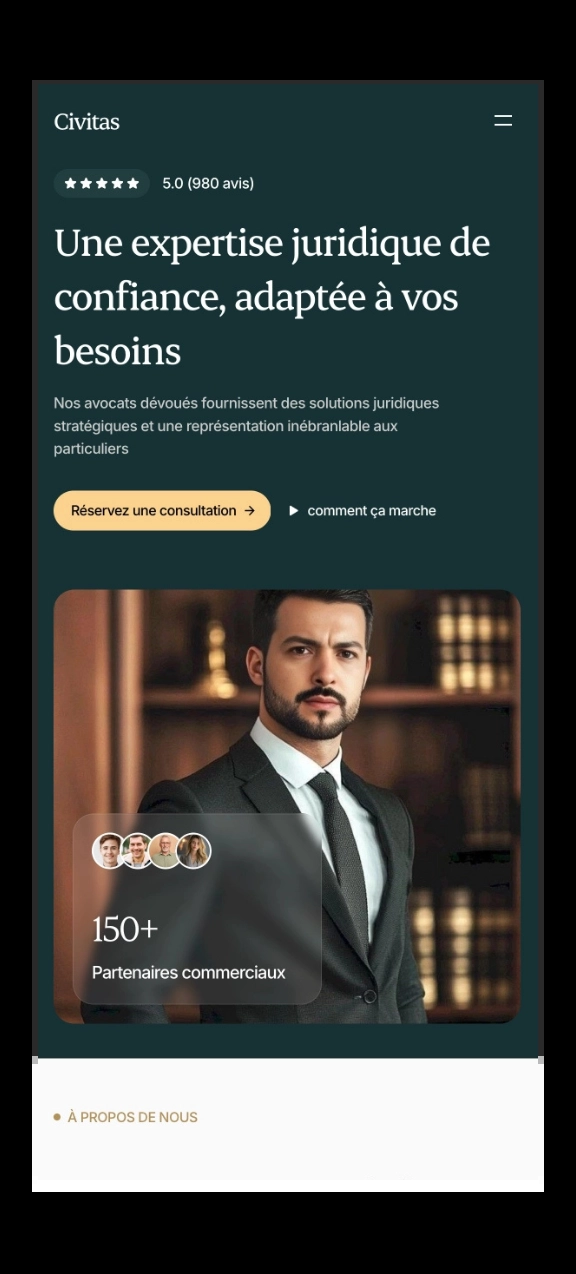 Civitas
5.0 (980 avis)
Une expertise juridique de
confiance, adaptée à vos
besoins
Nos avocats dévoués fournissent des solutions juridiques
stratégiques et une représentation inébranlable aux
particuliers
Réservez une consultation →
comment ça marche
150+
Partenaires commerciaux
À PROPOS DE NOUS